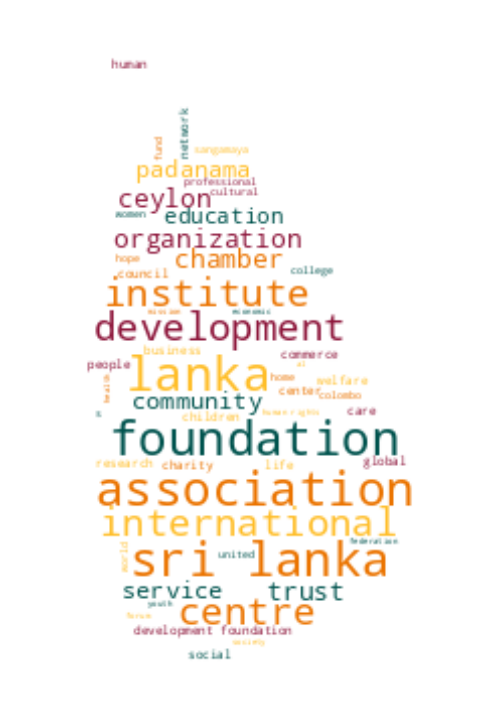 human
network
fund
sangamaya
padanama
professional
cultural
ceylon
women
education
organization
chamber
hope
college
council
institute
mission
economic
development
business
commerce
people
lanka
al
home
welfare
health
center
colombo
community
care
children
human rights
foundation
global
research charity life
association
international
federation
world
united
sri lanka
service
trust
youth
centre
forum
development foundation
society
social